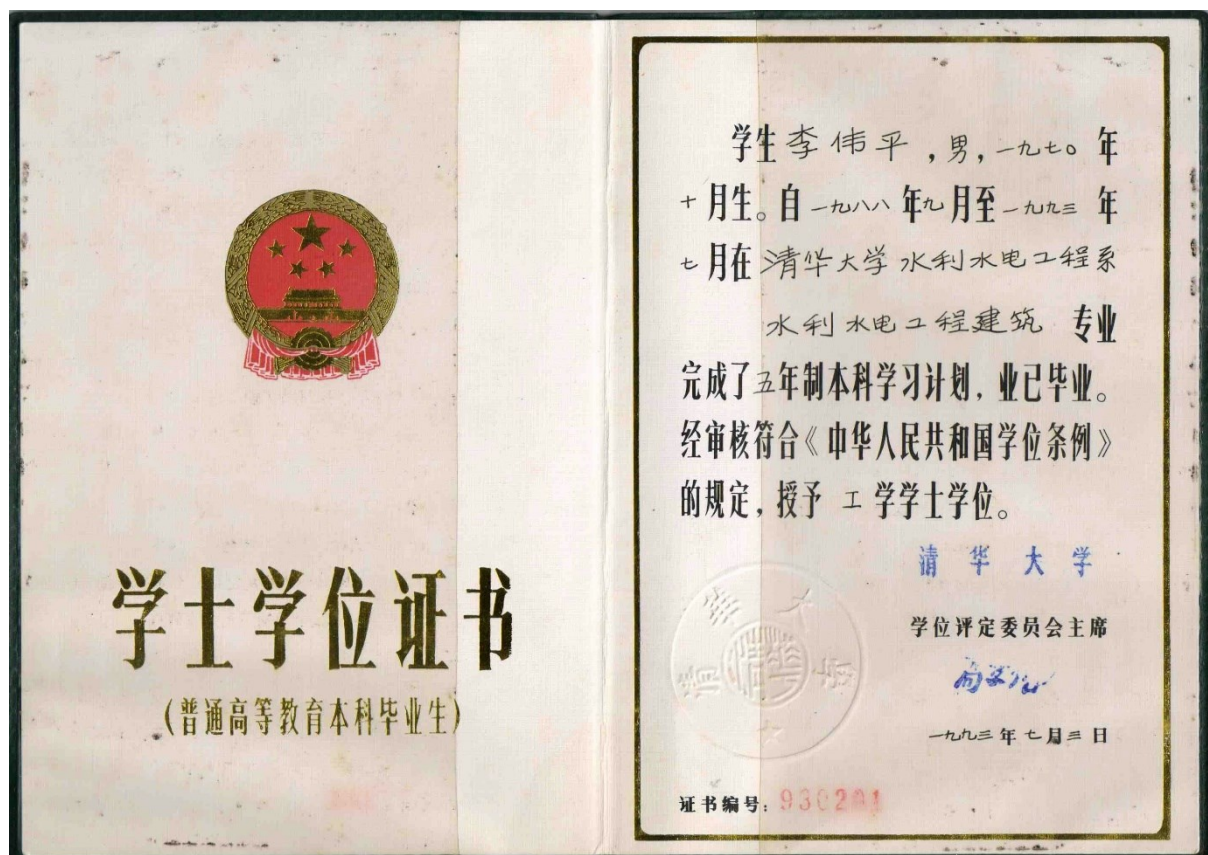 学士学位证书
(普通高等教育本科毕业生)
学生李伟平,男,一九七〇年
十月生。自一九八八年九月至一九九三年
七月在清华大学水利水电工程系
水利水电工程建筑 专业
完成了五年制本科学习计划,业已毕业。
经审核符合《中华人民共和国学位条例》
的规定,授予 工 学学士学位。
清华大学
学位评定委员会主席
一九九三年七月三日
证书编号:930201
清华大学